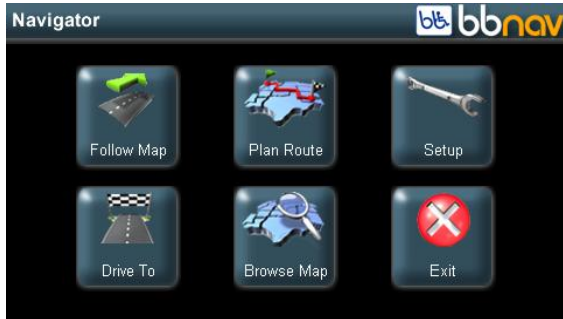 Navigator
bb bbnav
Follow Map
Plan Route
Setup
Drive To
Browse Map
Exit